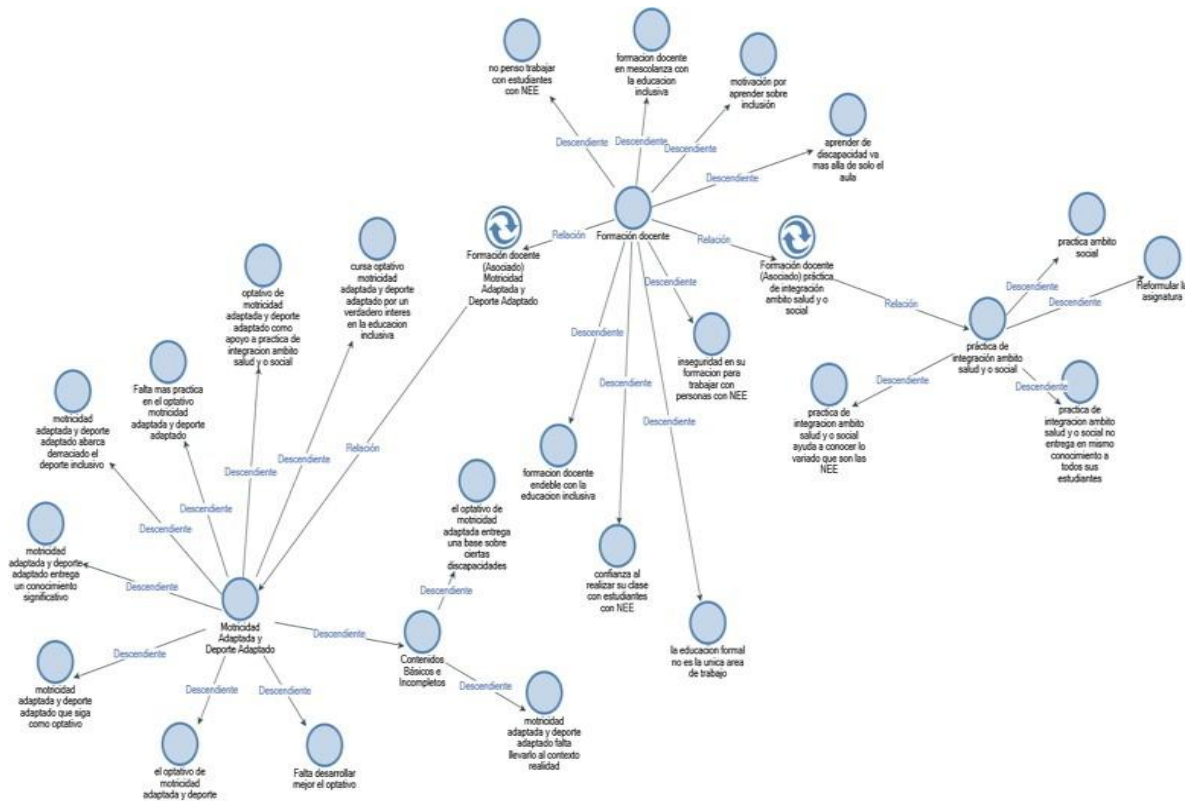 no penso trabajar
con estudiantes
con NEE
formacion docente
en mescolanza con
la educacion
inclusiva
motivación por
aprender sobre
inclusión
aprender de
discapacidad va
mas alla de solo el
aula
Descendiente
Descendiente
Descendiente
Descendiente
Formación docente
Relación
Relación
Formación docente
(Asociado)
Motricidad
Adaptada y
Deporte Adaptado
Formación docente
(Asociado) práctica
de integración
ambito salud y o
social
practica ambito
social
Reformular la
asignatura
Descendiente
Descendiente
Relación
práctica de
integración ambito
salud y o social
Descendiente
Descendiente
practica de
integracion ambito
salud y o social
ayuda a conocer lo
variado que son las
NEE
practica de
integracion ambito
salud y o social no
entrega en mismo
conocimiento a
todos sus
estudiantes
optativo de
motricidad
adaptada y deporte
adaptado como
apoyo a practica de
integracion ambito
salud y o social
cursa optativo
motricidad
adaptada y deporte
adaptado por un
verdadero interes
en la educacion
inclusiva
Falta mas practica
en el optativo
motricidad
adaptada y deporte
adaptado
motricidad
adaptada y deporte
adaptado abarca
demaciado el
deporte inclusivo
Descendiente
Descendiente
Descendiente
Descendiente
inseguridad en su
formacion para
trabajar con
personas con NEE
formacion docente
endeble con la
educacion inclusiva
confianza al
realizar su clase
con estudiantes
con NEE
la educacion formal
no es la unica area
de trabajo
Relación
Descendiente
Descendiente
Descendiente
Descendiente
motricidad
adaptada y deporte
adaptado entrega
un conocimiento
significativo
Descendiente
Motricidad
Adaptada y
Deporte Adaptado
Descendiente
Contenidos
Básicos e
Incompletos
Descendiente
el optativo de
motricidad
adaptada entrega
una base sobre
ciertas
discapacidades
Descendiente
motricidad
adaptada y deporte
adaptado falta
llevarlo al contexto
realidad
Descendiente
motricidad
adaptada y deporte
adaptado que siga
como optativo
Descendiente
Descendiente
el optativo de
motricidad
adaptada y deporte
Falta desarrollar
mejor el optativo